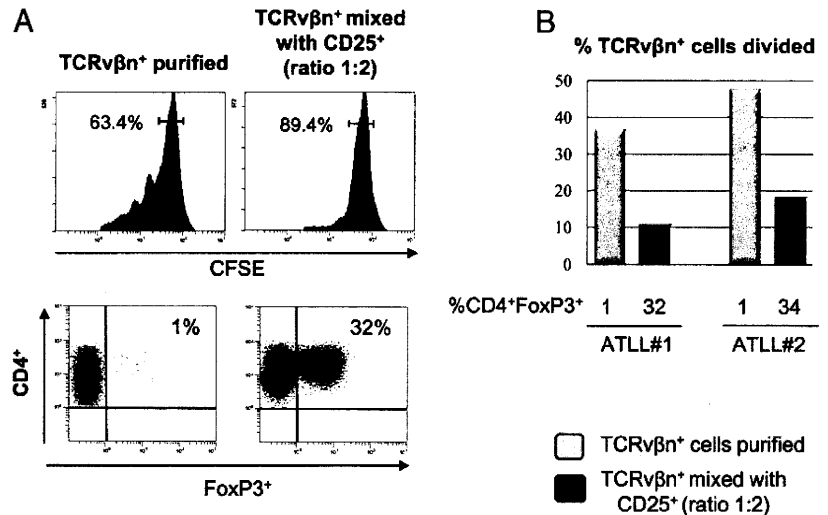 A
TCRvβn⁺ purified
TCRvβn⁺ mixed
with CD25⁺
(ratio 1:2)
63.4%
89.4%
CFSE
1%
32%
CD4⁺
FoxP3⁺
B
% TCRvβn⁺ cells divided
50
40
30
20
10
0
%CD4⁺FoxP3⁺ 1 32 1 34
ATLL#1 ATLL#2
TCRvβn⁺ cells purified
TCRvβn⁺ mixed with
CD25⁺ (ratio 1:2)